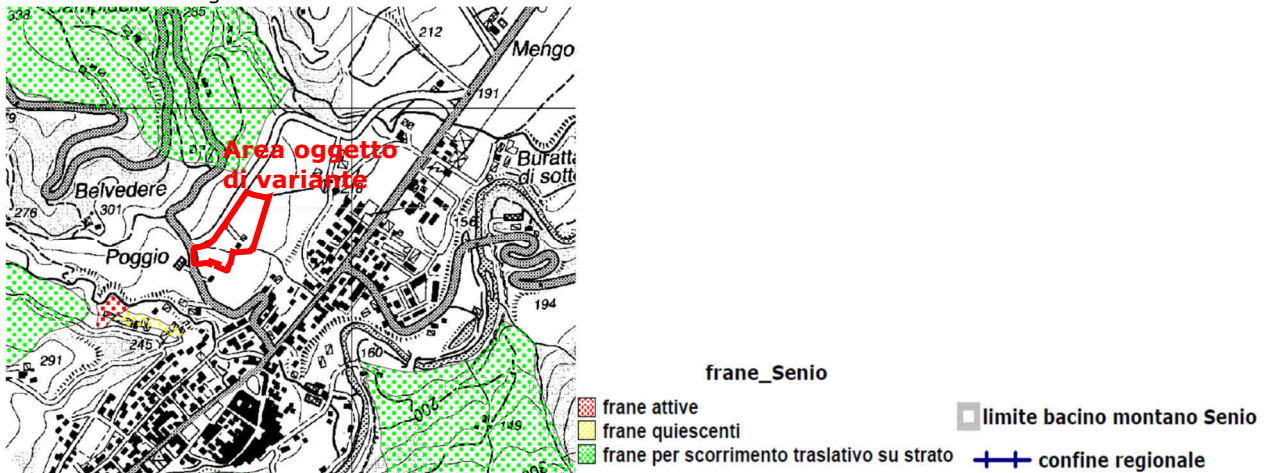 338
285
212
Mengo
191
Area oggetto
di variante
Buratta
di sotto
Belvedere
276
301
156
Poggio
194
245
291
160
200
149
frane_Senio
frane attive
frane quiescenti
frane per scorrimento traslativo su strato
limite bacino montano Senio
confine regionale